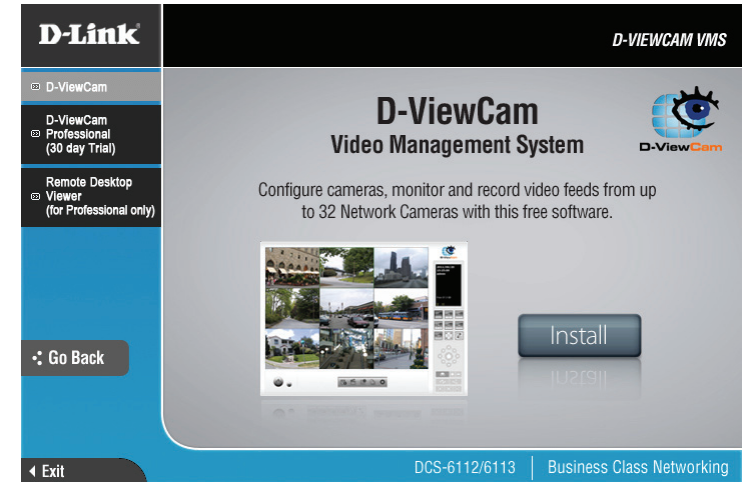 D-Link
D-VIEWCAM VMS
D-ViewCam
D-ViewCam
Professional
(30 day Trial)
Remote Desktop
Viewer
(for Professional only)
Go Back
Exit
D-ViewCam
Video Management System
D-ViewCam
Configure cameras, monitor and record video feeds from up
to 32 Network Cameras with this free software.
Install
DCS-6112/6113
Business Class Networking